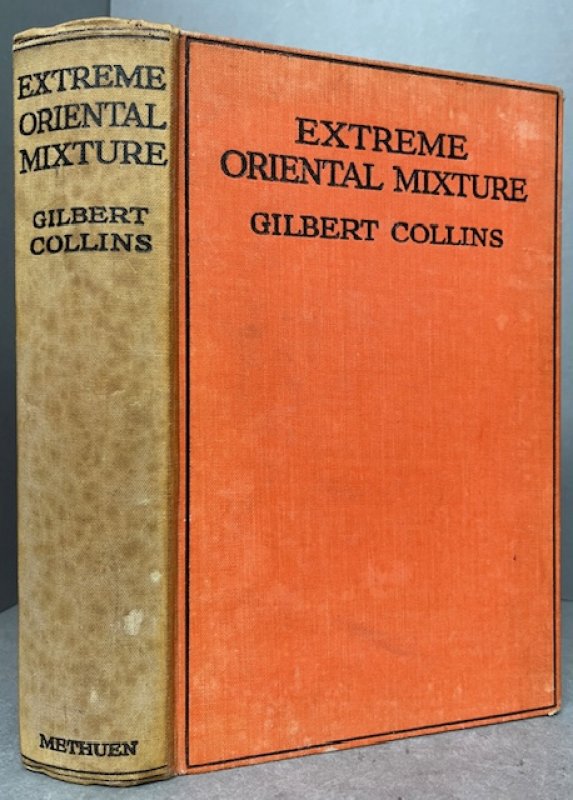 EXTREME
ORIENTAL
MIXTURE
GILBERT
COLLINS
METHUEN
EXTREME
ORIENTAL MIXTURE
GILBERT COLLINS